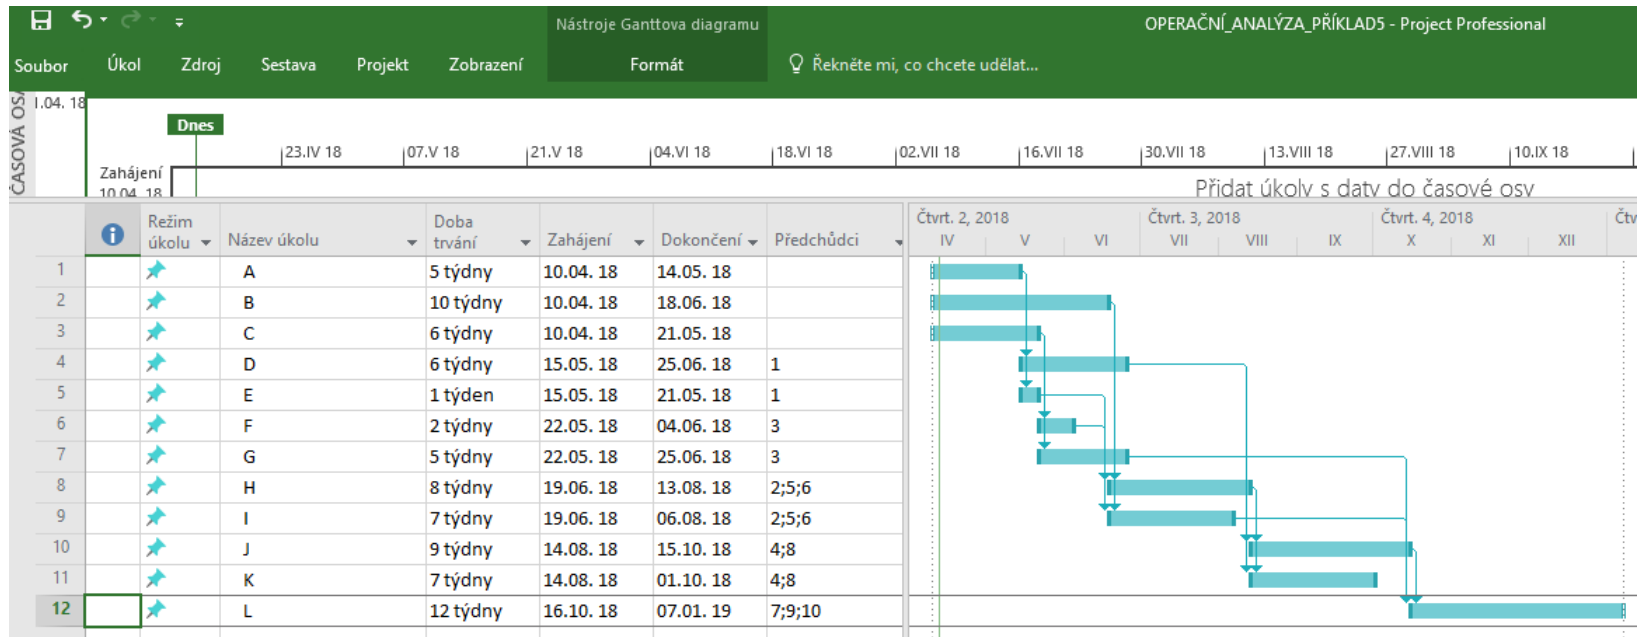 Nástroje Ganttova diagramu
OPERAČNÍ_ANALÝZA_PŘÍKLAD5 - Project Professional
Soubor Úkol Zdroj Sestava Projekt Zobrazení Formát Řekněte mi, co chcete udělat...
ČASOVÁ OSA
1.04. 18
Dnes
23.IV 18 07.V 18 21.V 18 04.VI 18 18.VI 18 02.VII 18 16.VII 18 30.VII 18 13.VIII 18 27.VIII 18 10.IX 18
Zahájení
10.04. 18
Přidat úkoly s daty do časové osy
Režim úkolu Název úkolu Doba trvání Zahájení Dokončení Předchůdci
Čtvrt. 2, 2018 Čtvrt. 3, 2018 Čtvrt. 4, 2018 Čtv
IV V VI VII VIII IX X XI XII
1 A 5 týdny 10.04. 18 14.05. 18
2 B 10 týdny 10.04. 18 18.06. 18
3 C 6 týdny 10.04. 18 21.05. 18
4 D 6 týdny 15.05. 18 25.06. 18 1
5 E 1 týden 15.05. 18 21.05. 18 1
6 F 2 týdny 22.05. 18 04.06. 18 3
7 G 5 týdny 22.05. 18 25.06. 18 3
8 H 8 týdny 19.06. 18 13.08. 18 2;5;6
9 I 7 týdny 19.06. 18 06.08. 18 2;5;6
10 J 9 týdny 14.08. 18 15.10. 18 4;8
11 K 7 týdny 14.08. 18 01.10. 18 4;8
12 L 12 týdny 16.10. 18 07.01. 19 7;9;10